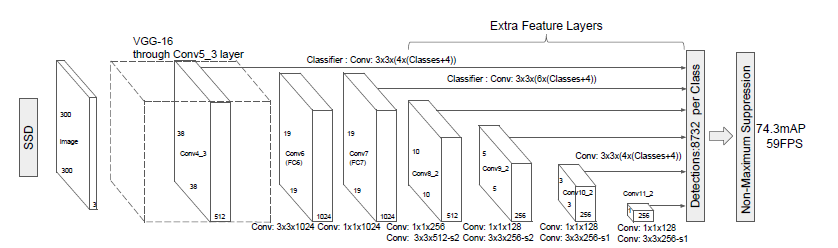 Extra Feature Layers
VGG-16
through Conv5_3 layer
Classifier : Conv: 3x3x(4x(Classes+4))
Classifier : Conv: 3x3x(6x(Classes+4))
Conv: 3x3x(4x(Classes+4))
SSD
300
Image
300
3
38
Conv4_3
38
512
19
Conv6
(FC6)
19
1024
19
Conv7
(FC7)
19
1024
10
Conv8_2
10
512
5
Conv9_2
5
256
3
Conv10_2
3
256
Conv11_2
256
Conv: 3x3x1024
Conv: 1x1x1024
Conv: 1x1x256
Conv: 3x3x512-s2
Conv: 1x1x128
Conv: 3x3x256-s2
Conv: 1x1x128
Conv: 3x3x256-s1
Conv: 1x1x128
Conv: 3x3x256-s1
Detections:8732 per Class
Non-Maximum Suppression
74.3mAP
59FPS